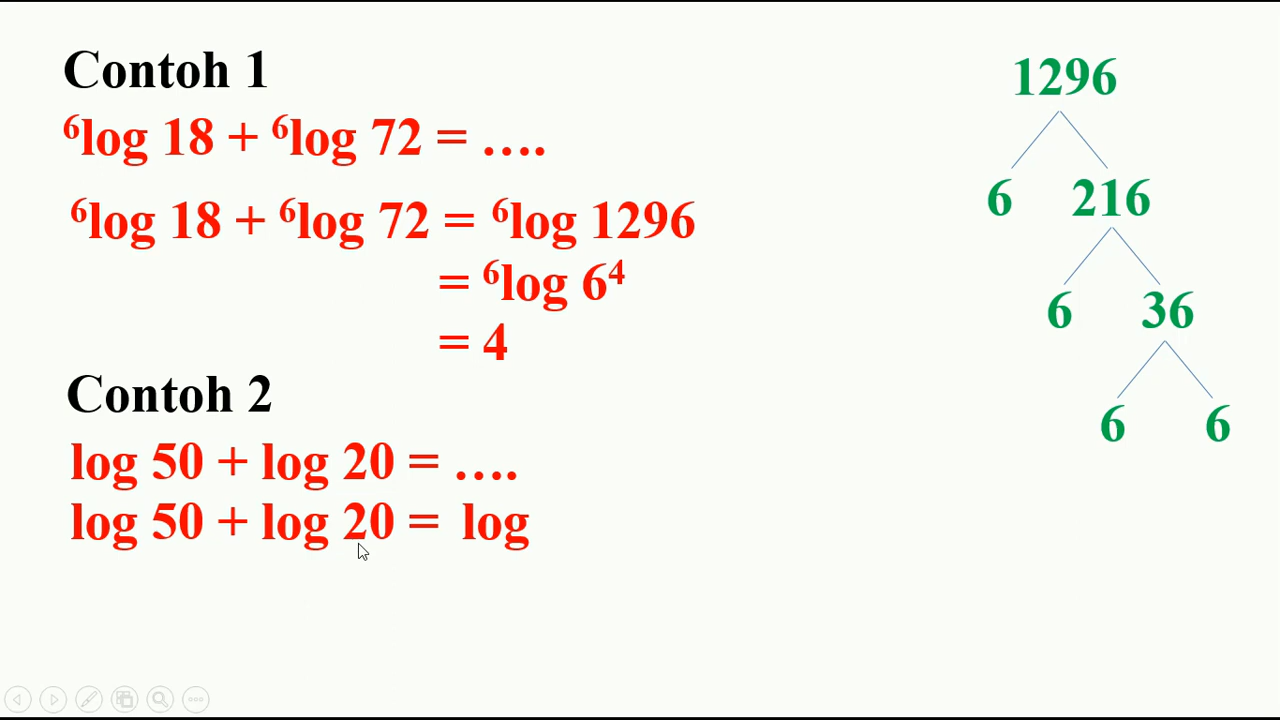 Contoh 1
⁶log 18 + ⁶log 72 = ....
⁶log 18 + ⁶log 72 = ⁶log 1296
= ⁶log 6⁴
= 4
Contoh 2
log 50 + log 20 = ....
log 50 + log 20 = log
1296
6 216
6 36
6 6